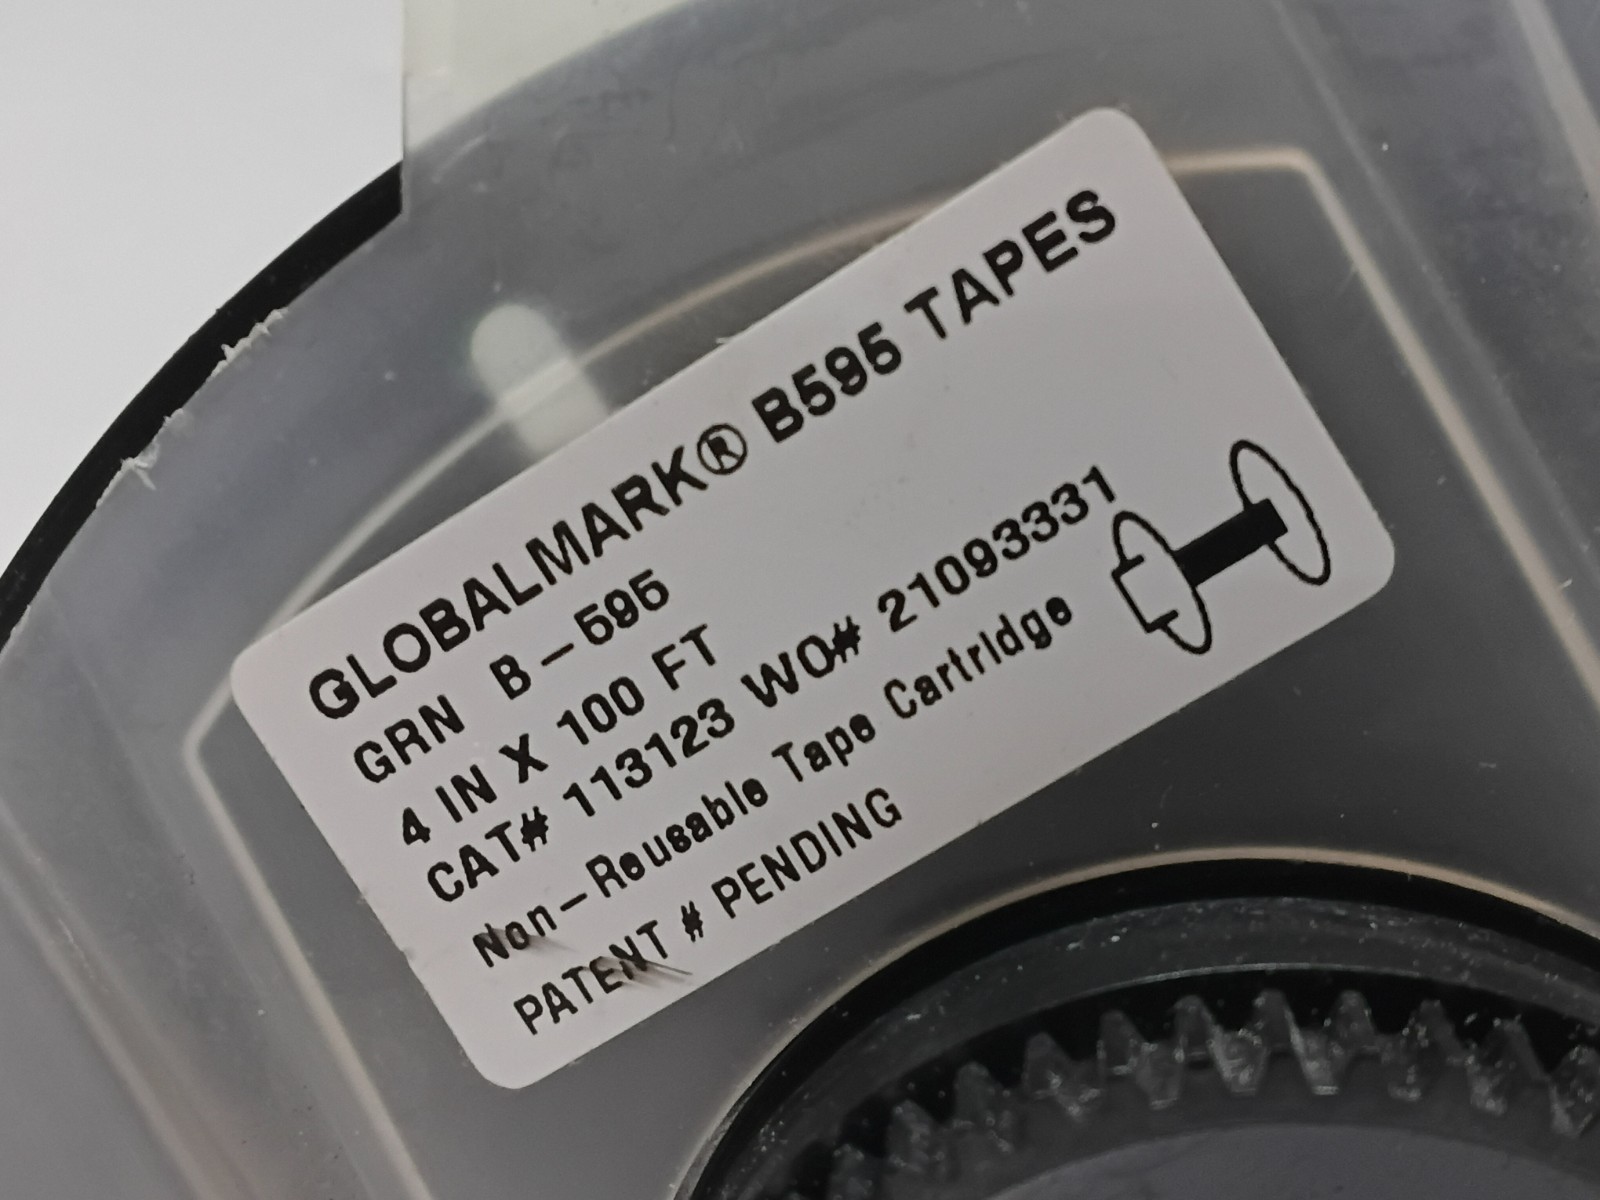 GLOBALMARK® B595 TAPES
GRN B-595
4 IN X 100 FT
CAT# 113123 WO# 21093331
Non-Reusable Tape Cartridge
PATENT # PENDING